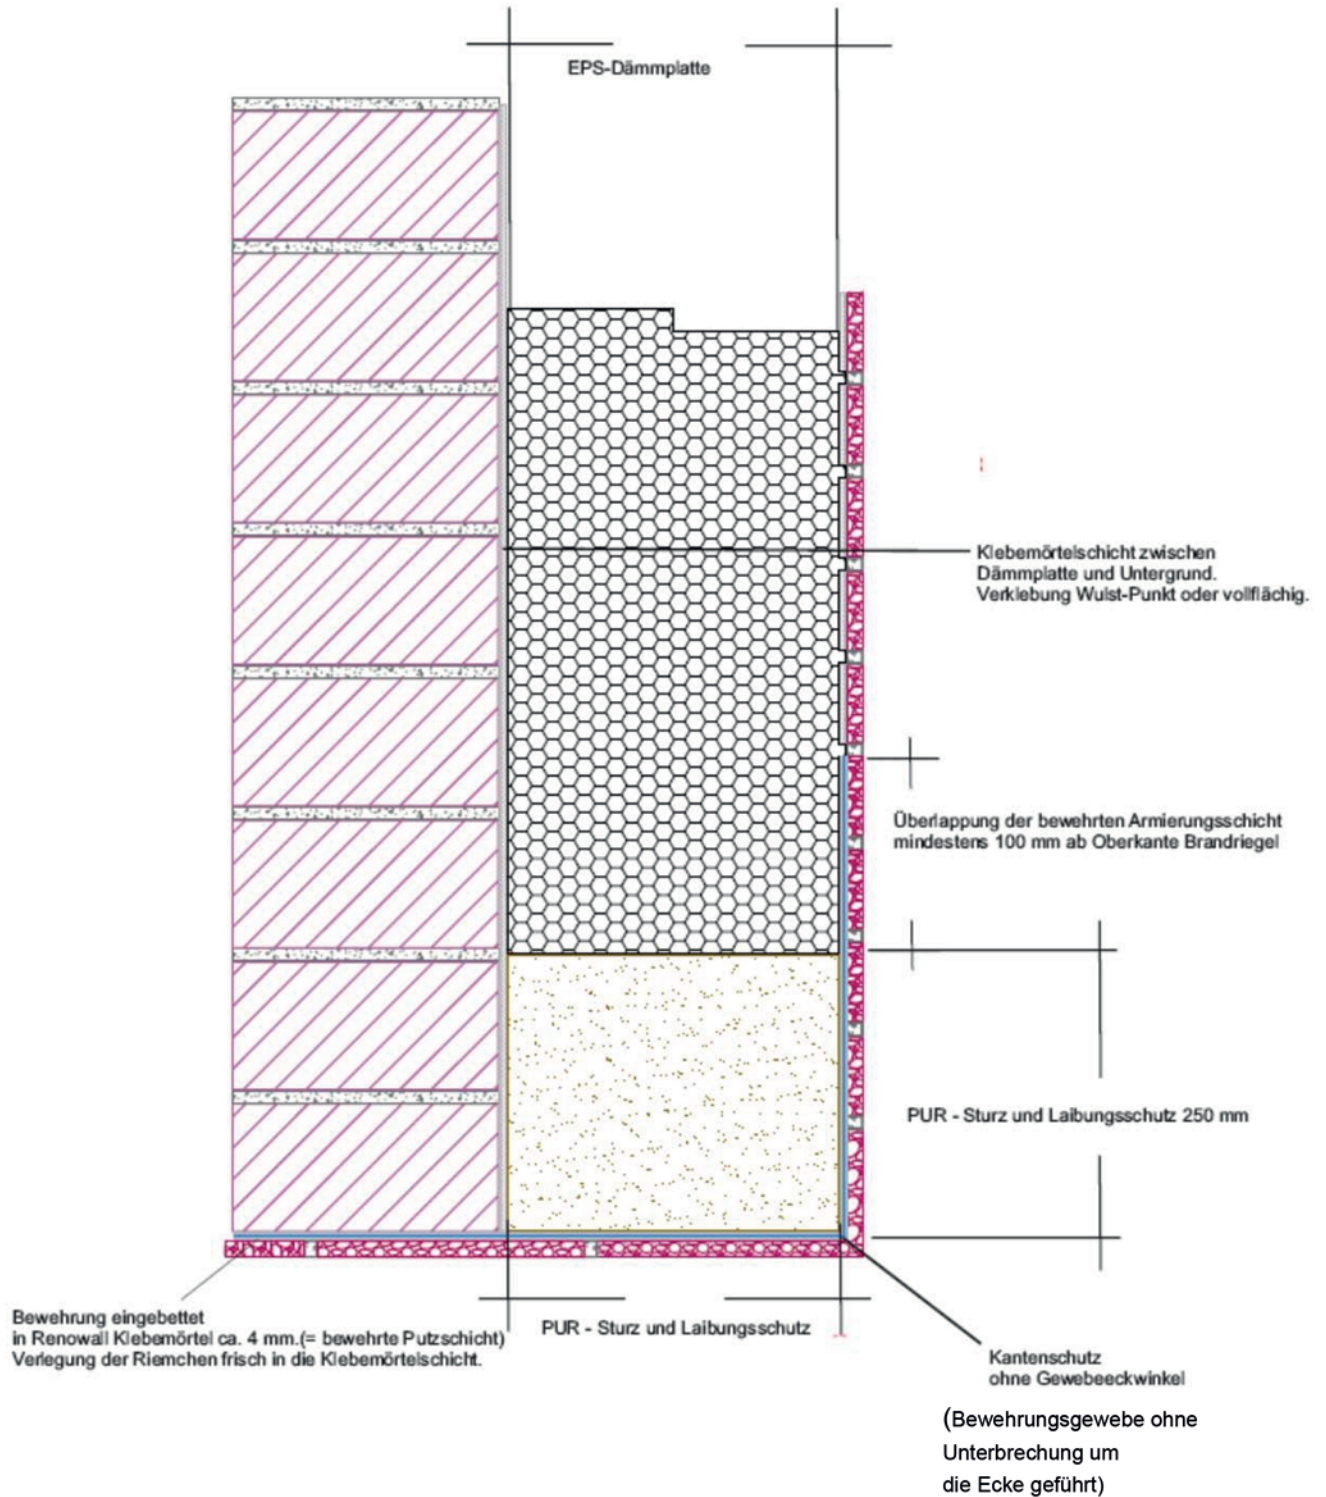 EPS-Dämmplatte
Klebemörtelschicht zwischen
Dämmplatte und Untergrund.
Verklebung Wulst-Punkt oder vollflächig.
Überlappung der bewehrten Armierungsschicht
mindestens 100 mm ab Oberkante Brandriegel
PUR - Sturz und Laibungsschutz 250 mm
Bewehrung eingebettet
in Renowall Klebemörtel ca. 4 mm.(= bewehrte Putzschicht)
Verlegung der Riemchen frisch in die Klebemörtelschicht.
PUR - Sturz und Laibungsschutz
Kantenschutz
ohne Gewebeeckwinkel
(Bewehrungsgewebe ohne
Unterbrechung um
die Ecke geführt)